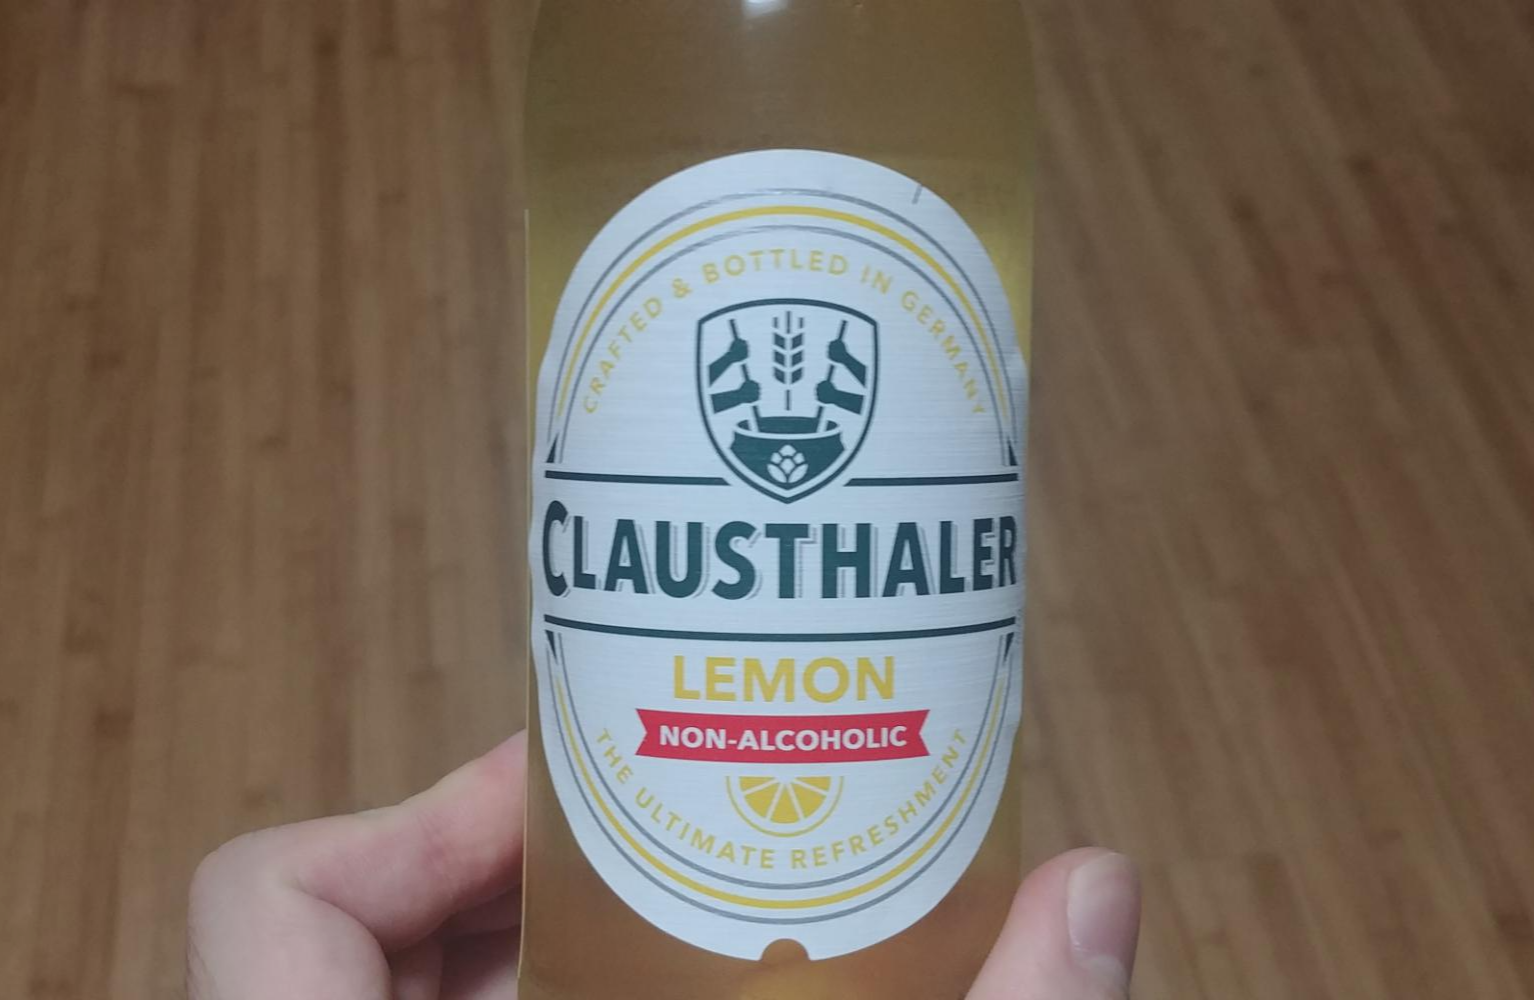 CRAFTED & BOTTLED IN GERMANY
CLAUSTHALER
LEMON
NON-ALCOHOLIC
THE ULTIMATE REFRESHMENT